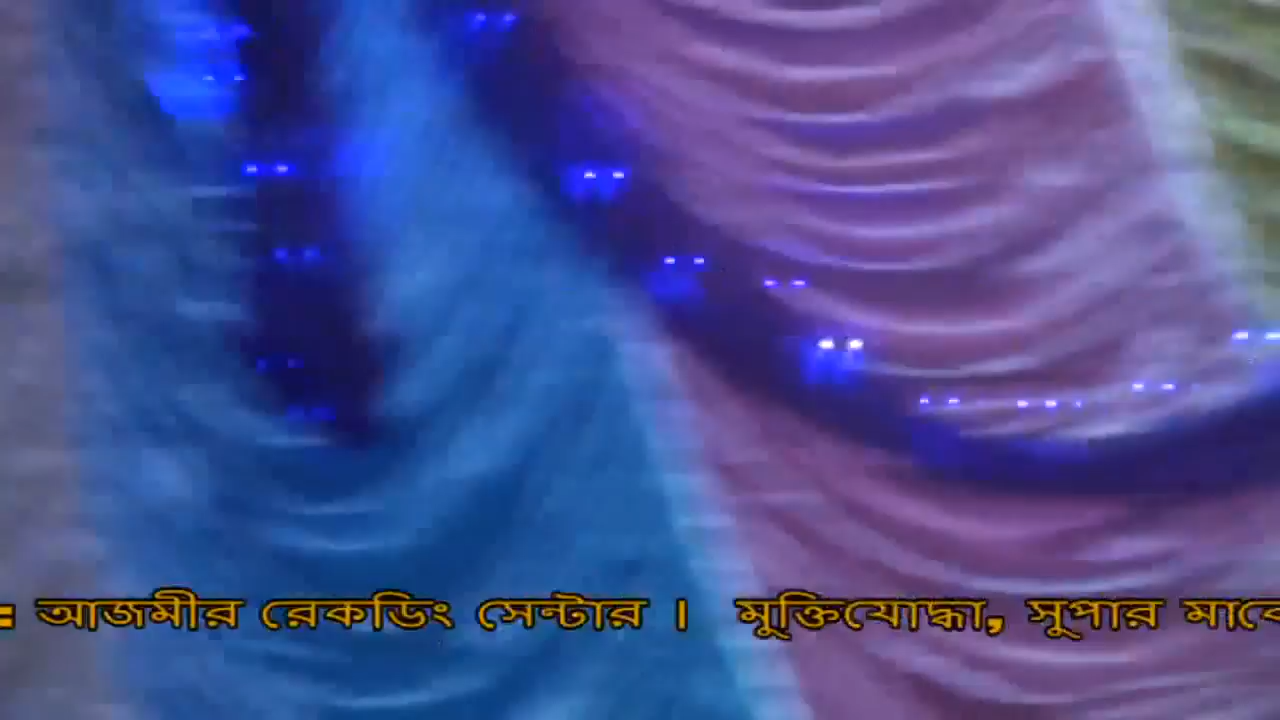 : আজমীর রেকডিং সেন্টার । মুক্তিযোদ্ধা, সুপার